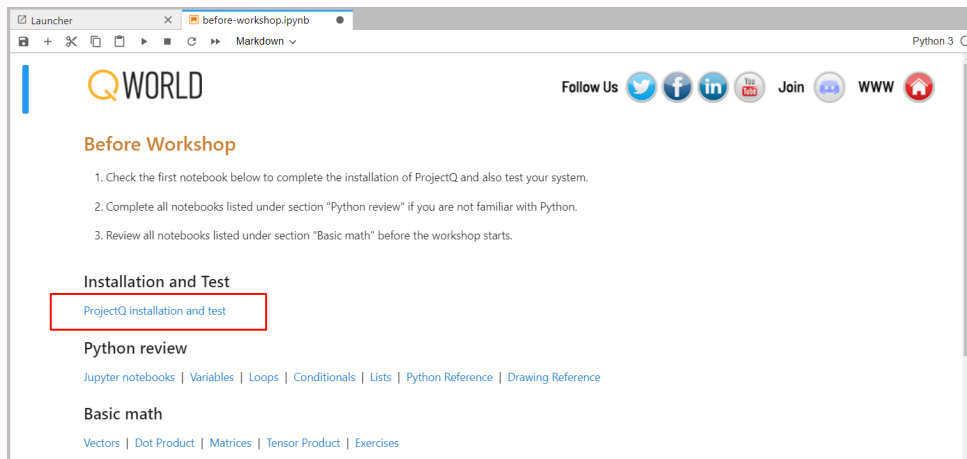 Launcher
before-workshop.ipynb
Markdown
Python 3
QWORLD
Follow Us
You
Tube
Join
WWW
Before Workshop
1. Check the first notebook below to complete the installation of ProjectQ and also test your system.
2. Complete all notebooks listed under section "Python review" if you are not familiar with Python.
3. Review all notebooks listed under section "Basic math" before the workshop starts.
Installation and Test
ProjectQ installation and test
Python review
Jupyter notebooks | Variables | Loops | Conditionals | Lists | Python Reference | Drawing Reference
Basic math
Vectors | Dot Product | Matrices | Tensor Product | Exercises